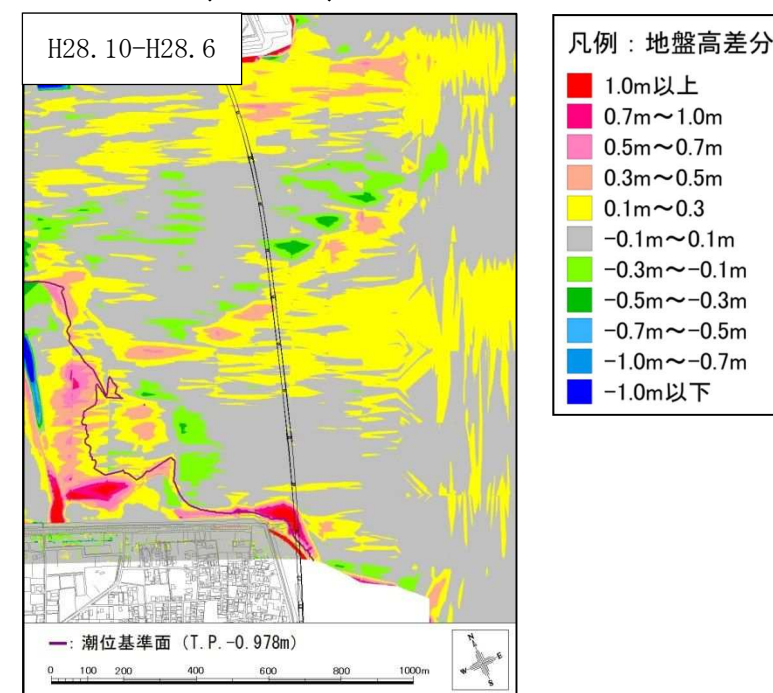 H28.10-H28.6
凡例：地盤高差分
1.0m以上
0.7m～1.0m
0.5m～0.7m
0.3m～0.5m
0.1m～0.3
-0.1m～0.1m
-0.3m～-0.1m
-0.5m～-0.3m
-0.7m～-0.5m
-1.0m～-0.7m
-1.0m以下
━：潮位基準面（T.P.-0.978m）
0 100 200 400 600 800 1000m
N
W E
S